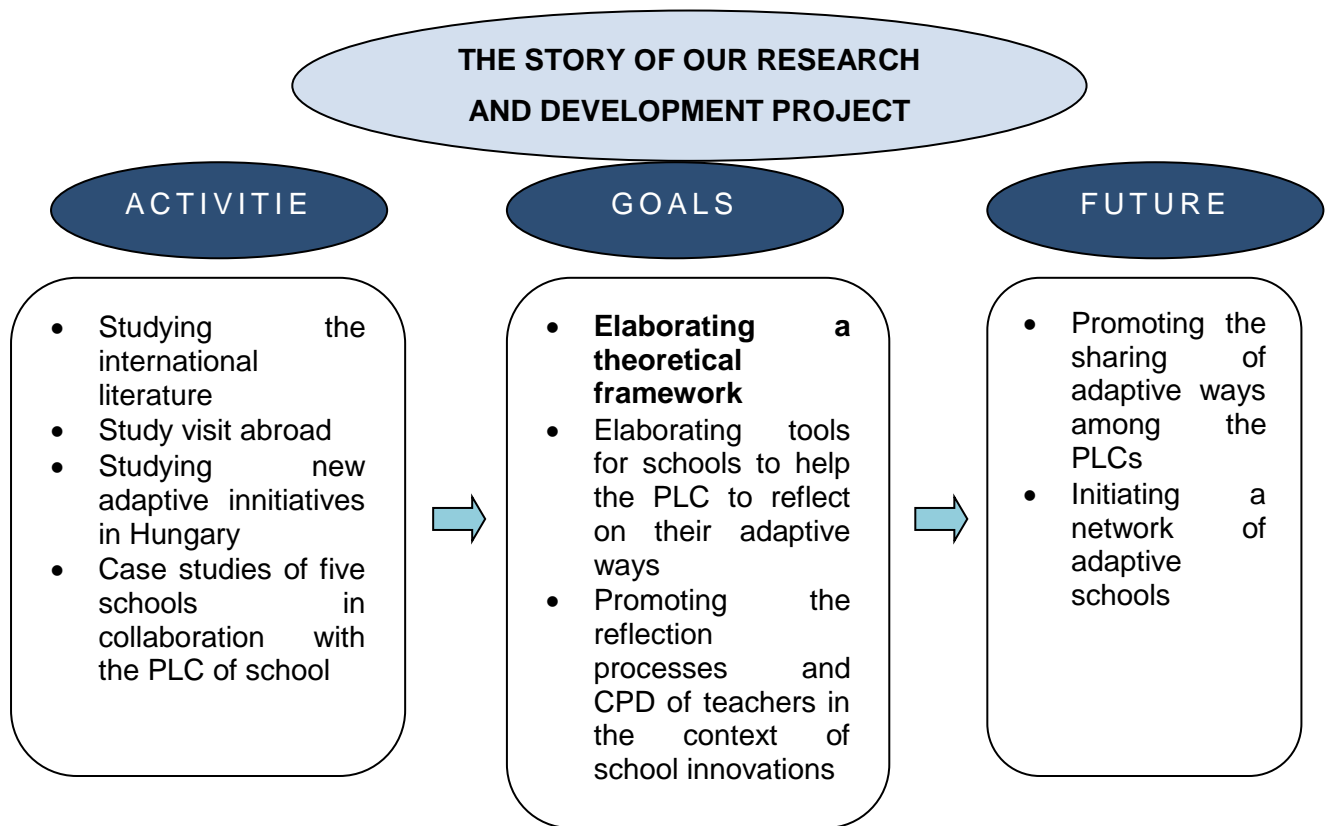 THE STORY OF OUR RESEARCH
AND DEVELOPMENT PROJECT
ACTIVITIE
GOALS
FUTURE
• Studying the
international
literature
• Study visit abroad
• Studying new
adaptive innitiatives
in Hungary
• Case studies of five
schools in
collaboration with
the PLC of school
• Elaborating a
theoretical
framework
• Elaborating tools
for schools to help
the PLC to reflect
on their adaptive
ways
• Promoting the
reflection
processes and
CPD of teachers in
the context of
school innovations
• Promoting the
sharing of
adaptive ways
among the
PLCs
• Initiating a
network of
adaptive
schools